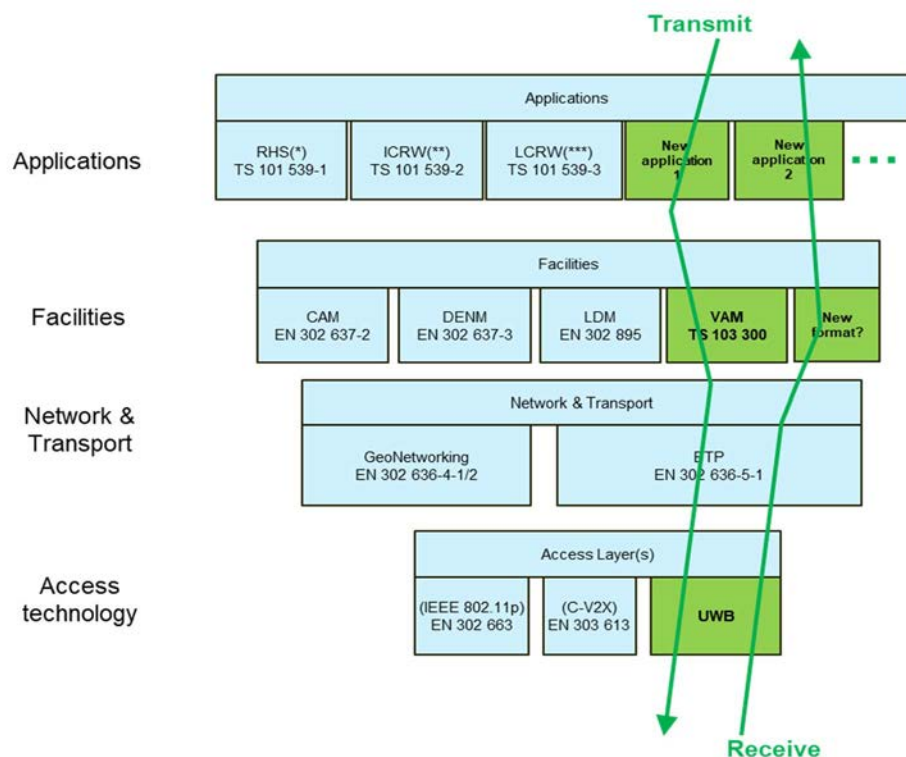 Transmit
Applications
Applications
RHS(*)
TS 101 539-1
ICRW(**)
TS 101 539-2
LCRW(***)
TS 101 539-3
New
application
1
New
application
2
Facilities
Facilities
CAM
EN 302 637-2
DENM
EN 302 637-3
LDM
EN 302 895
VAM
TS 103 300
New
format?
Network &
Transport
Network & Transport
GeoNetworking
EN 302 636-4-1/2
BTP
EN 302 636-5-1
Access
technology
Access Layer(s)
(IEEE 802.11p)
EN 302 663
(C-V2X)
EN 303 613
UWB
Receive